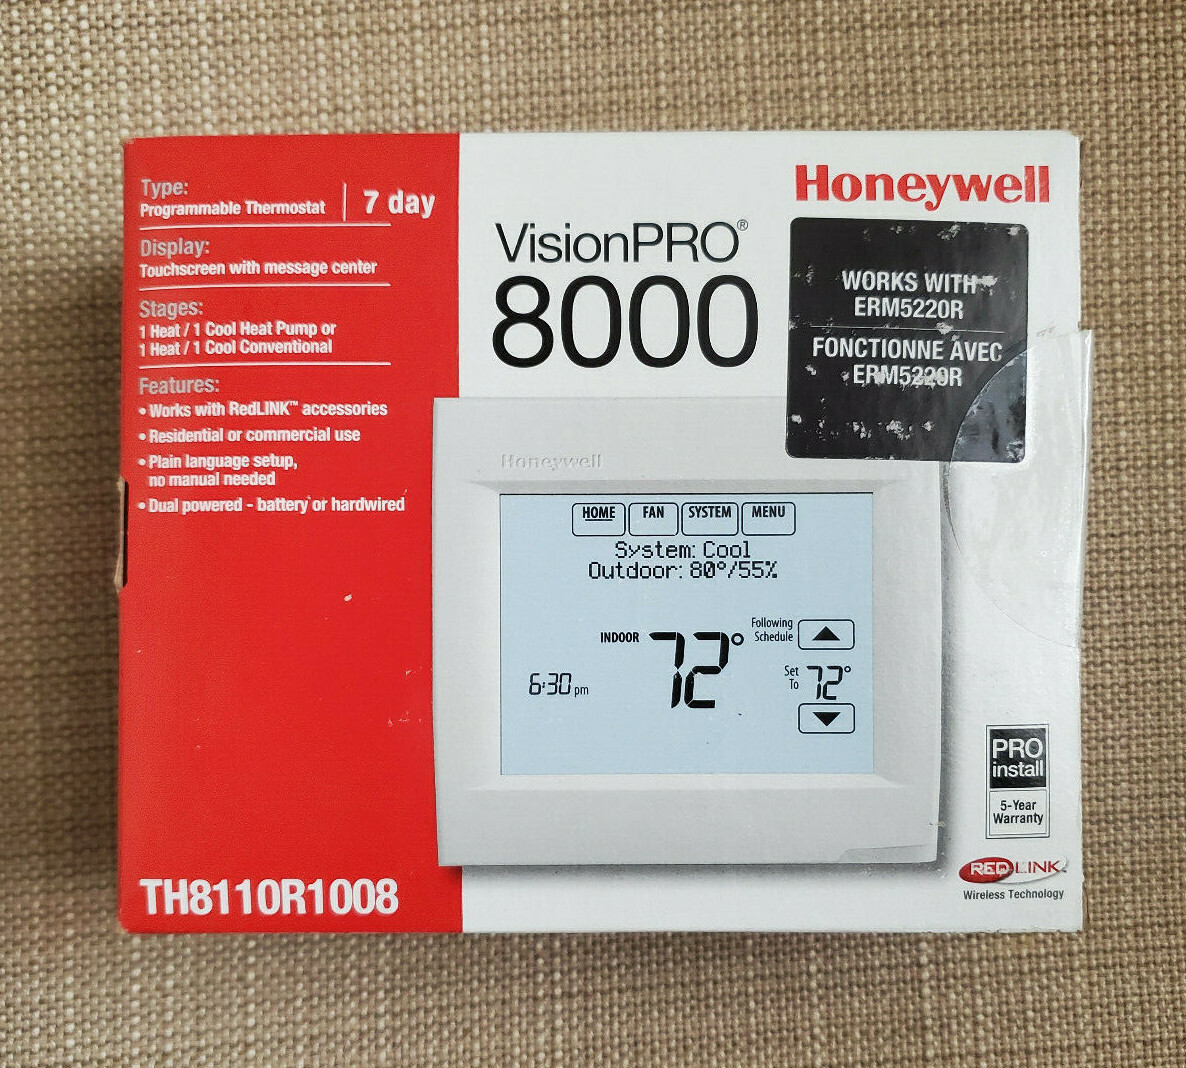 Type:
Programmable Thermostat
7 day
Display:
Touchscreen with message center
Stages:
1 Heat / 1 Cool Heat Pump or
1 Heat / 1 Cool Conventional
Features:
• Works with RedLINK™ accessories
• Residential or commercial use
• Plain language setup,
no manual needed
• Dual powered - battery or hardwired
TH8110R1008
VisionPRO®
8000
Honeywell
WORKS WITH
ERM5220R
FONCTIONNE AVEC
ERM5220R
Honeywell
HOME FAN SYSTEM MENU
System: Cool
Outdoor: 80°/55%
Following
Schedule
INDOOR 72°
6:30 pm
Set
To
72°
PRO
install
5-Year
Warranty
REDLINK™
Wireless Technology